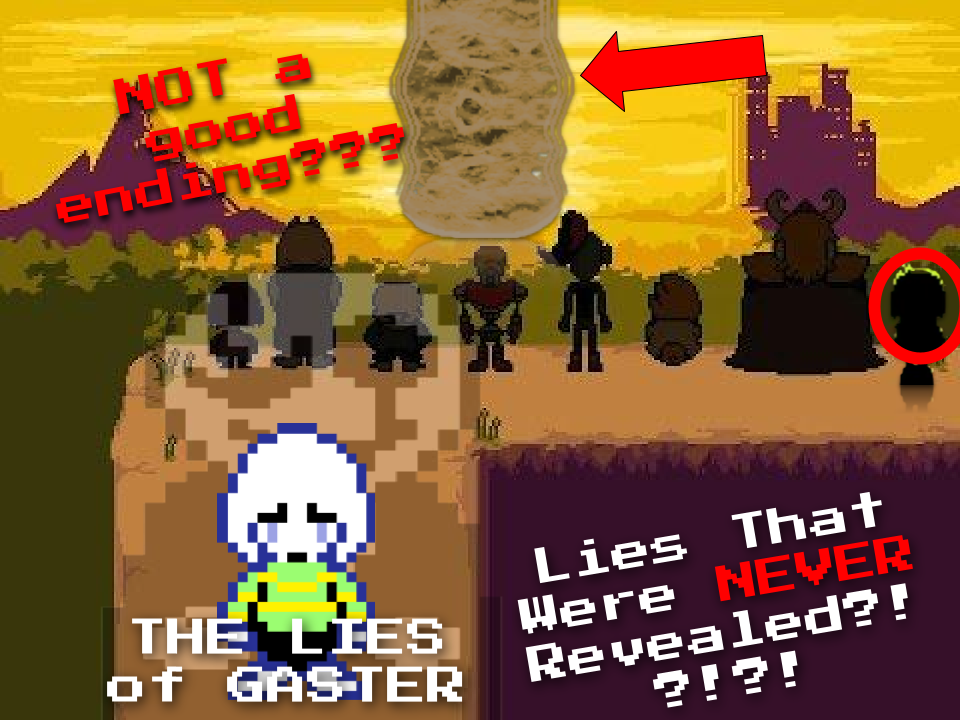 NOT a
good
ending???
Lies That
Were NEVER
Revealed?!
?!?!
THE LIES
of GASTER